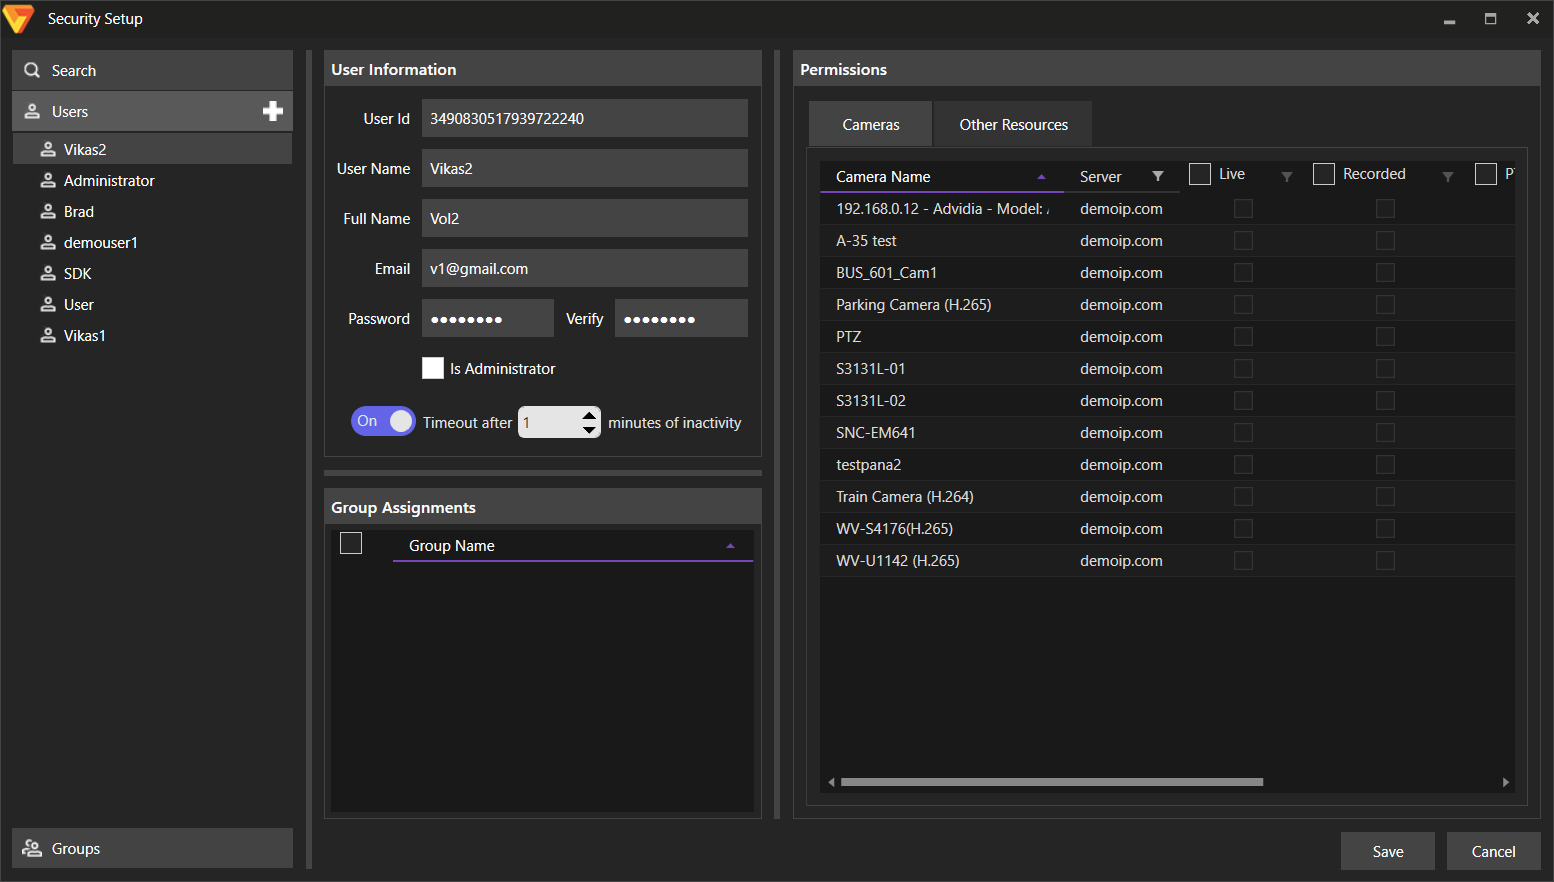 Security Setup
Search
Users
Vikas2
Administrator
Brad
demouser1
SDK
User
Vikas1
Groups
User Information
User Id 3490830517939722240
User Name Vikas2
Full Name Vol2
Email v1@gmail.com
Password ●●●●●●●● Verify ●●●●●●●●
Is Administrator
On Timeout after 1 minutes of inactivity
Group Assignments
Group Name
Permissions
Cameras Other Resources
Camera Name Server Live Recorded
192.168.0.12 - Advidia - Model: demoip.com
A-35 test demoip.com
BUS_601_Cam1 demoip.com
Parking Camera (H.265) demoip.com
PTZ demoip.com
S3131L-01 demoip.com
S3131L-02 demoip.com
SNC-EM641 demoip.com
testpana2 demoip.com
Train Camera (H.264) demoip.com
WV-S4176(H.265) demoip.com
WV-U1142 (H.265) demoip.com
Save Cancel